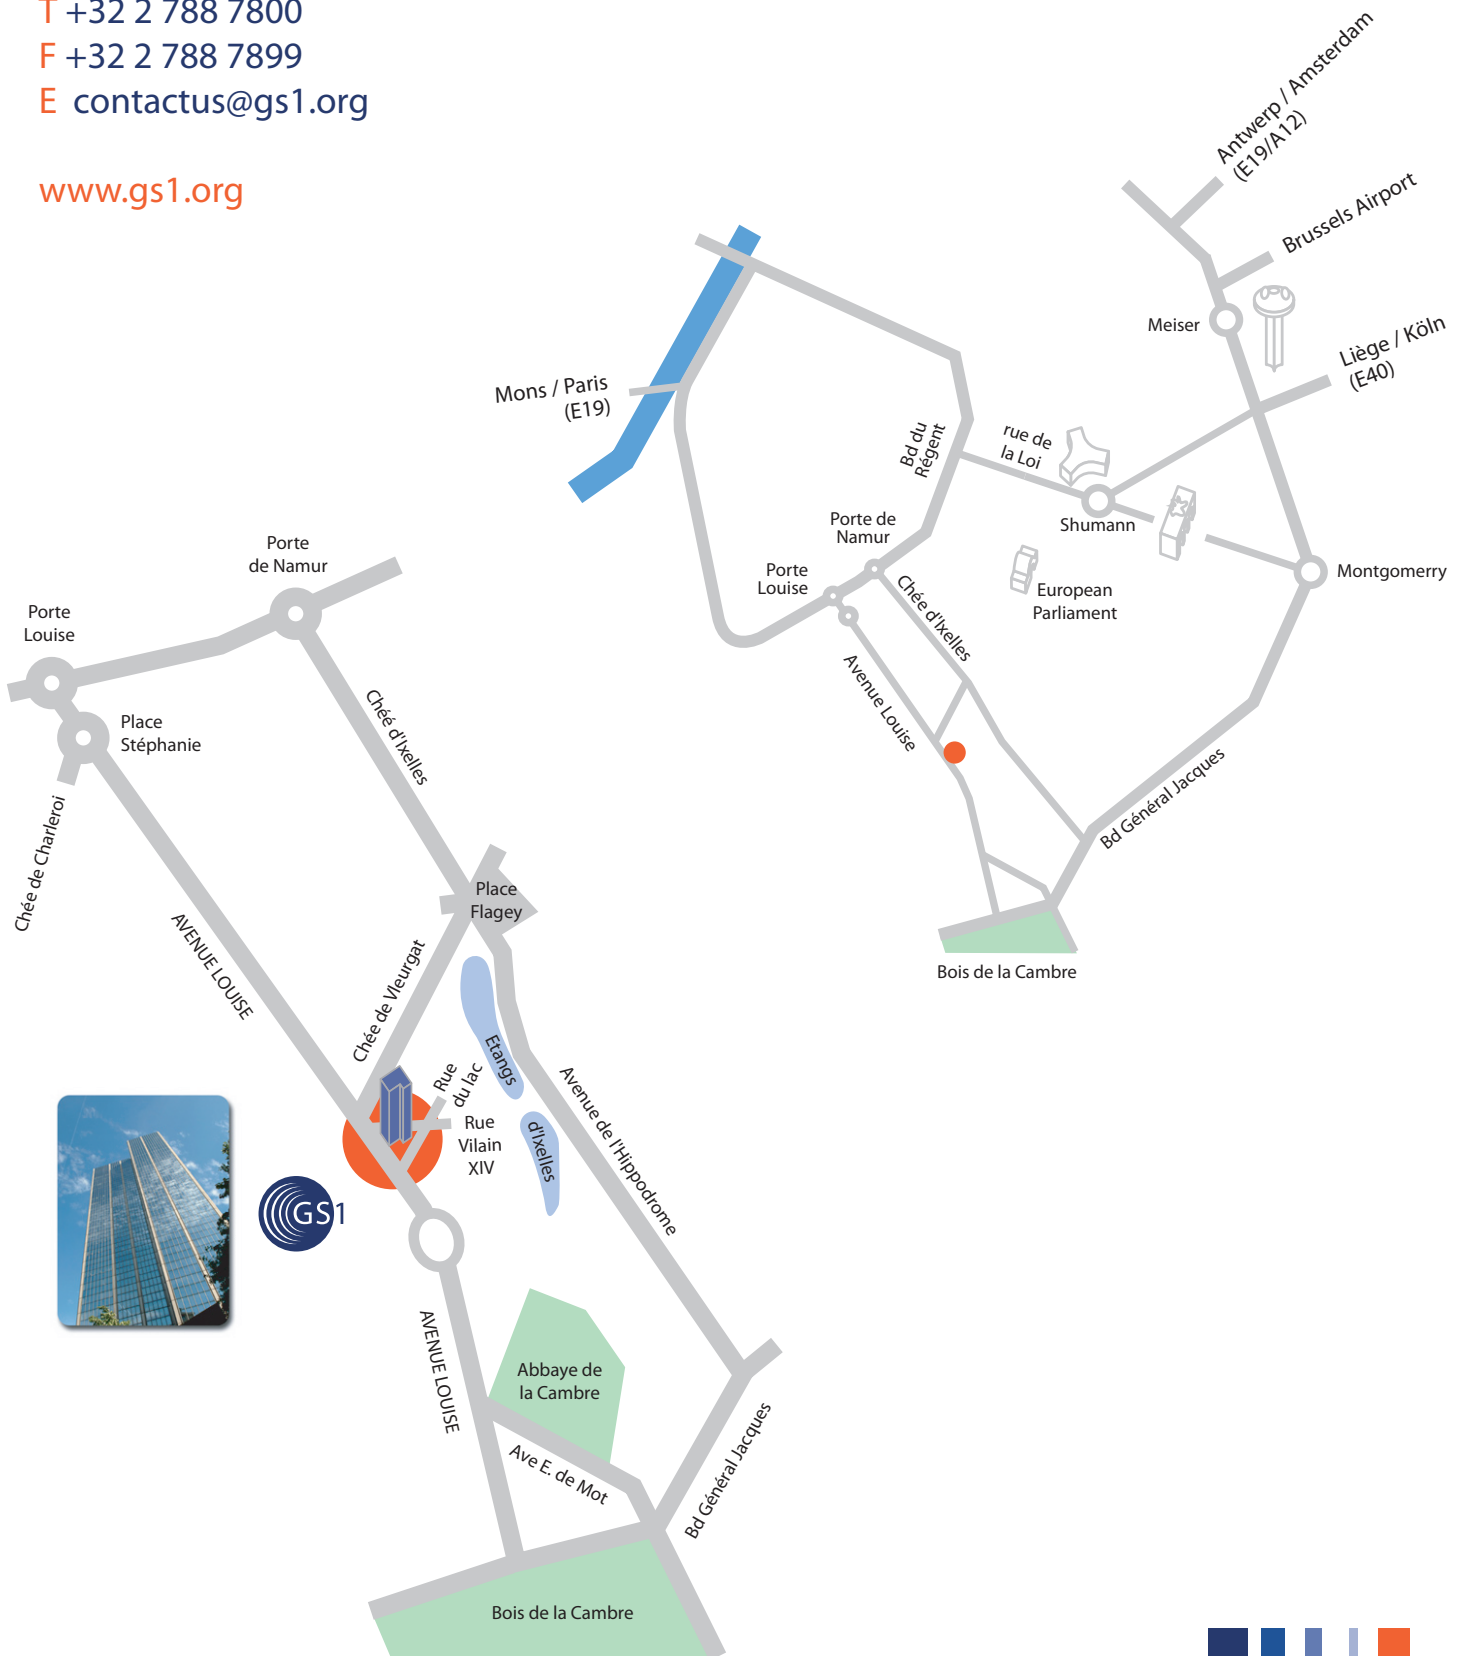 T +32 2 788 7800
F +32 2 788 7899
E contactus@gs1.org
www.gs1.org
Antwerp / Amsterdam
(E19/A12)
Brussels Airport
Meiser
Liège / Köln
(E40)
Mons / Paris
(E19)
Bd du
Régent
rue de
la Loi
Shumann
Porte de
Namur
Porte
Louise
European
Parliament
Montgomerry
Chée d'Ixelles
Avenue Louise
Bd Général Jacques
Bois de la Cambre
Porte
de Namur
Porte
Louise
Place
Stéphanie
Chéé d'Ixelles
Chée de Charleroi
AVENUE LOUISE
Place
Flagey
Chée de Vleurgat
Etangs
d'Ixelles
Rue
du lac
Rue
Vilain
XIV
Avenue de l'Hippodrome
GS1
AVENUE LOUISE
Abbaye de
la Cambre
Ave E. de Mot
Bd Général Jacques
Bois de la Cambre